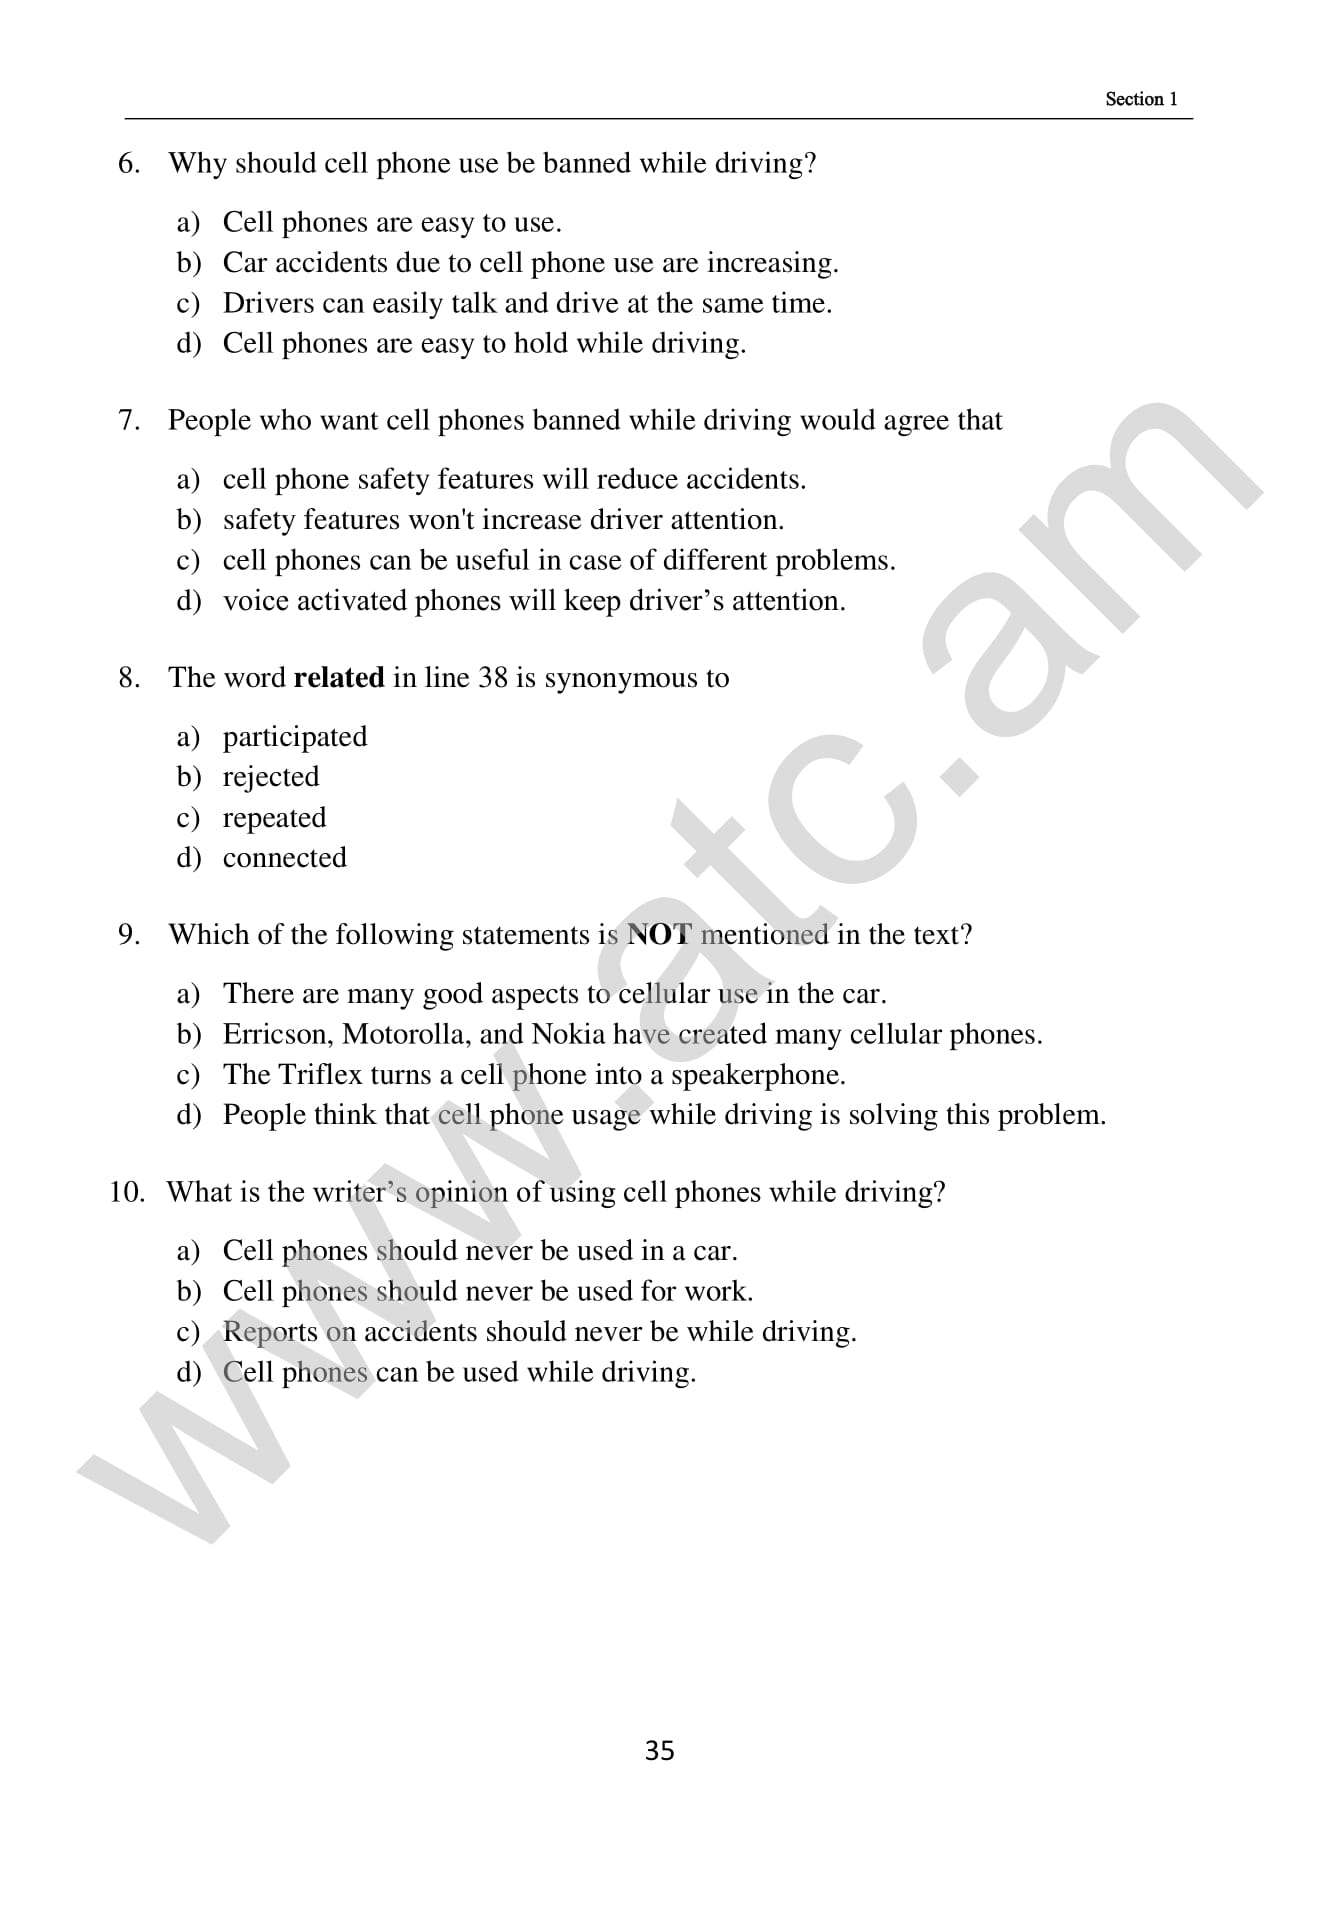 Section 1
6. Why should cell phone use be banned while driving?
a) Cell phones are easy to use.
b) Car accidents due to cell phone use are increasing.
c) Drivers can easily talk and drive at the same time.
d) Cell phones are easy to hold while driving.
7. People who want cell phones banned while driving would agree that
a) cell phone safety features will reduce accidents.
b) safety features won't increase driver attention.
c) cell phones can be useful in case of different problems.
d) voice activated phones will keep driver’s attention.
8. The word related in line 38 is synonymous to
a) participated
b) rejected
c) repeated
d) connected
9. Which of the following statements is NOT mentioned in the text?
a) There are many good aspects to cellular use in the car.
b) Erricson, Motorolla, and Nokia have created many cellular phones.
c) The Triflex turns a cell phone into a speakerphone.
d) People think that cell phone usage while driving is solving this problem.
10. What is the writer’s opinion of using cell phones while driving?
a) Cell phones should never be used in a car.
b) Cell phones should never be used for work.
c) Reports on accidents should never be while driving.
d) Cell phones can be used while driving.
www.atc.am
35